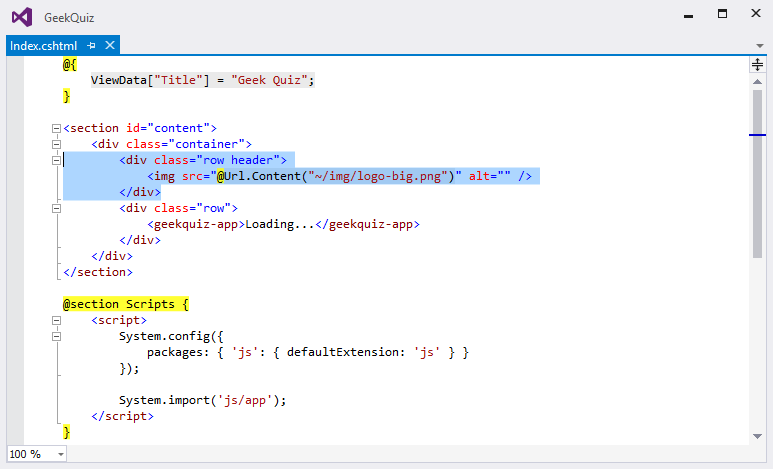 GeekQuiz
Index.cshtml
@{
    ViewData["Title"] = "Geek Quiz";
}

<section id="content">
    <div class="container">
        <div class="row header">
            <img src="@Url.Content("~/img/logo-big.png")" alt="" />
        </div>
        <div class="row">
            <geekquiz-app>Loading...</geekquiz-app>
        </div>
    </div>
</section>

@section Scripts {
    <script>
        System.config({
            packages: { 'js': { defaultExtension: 'js' } }
        });

        System.import('js/app');
    </script>
}
100 %